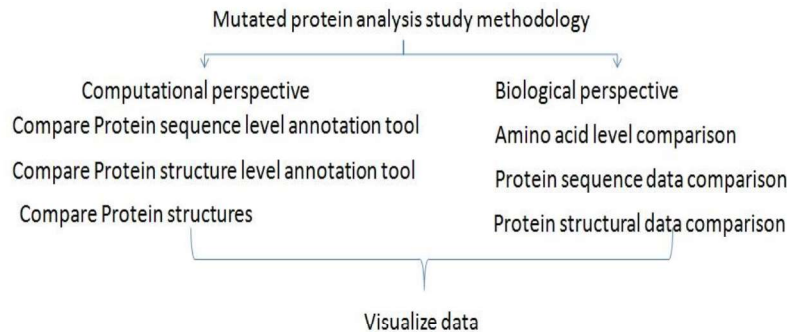 Mutated protein analysis study methodology
Computational perspective
Compare Protein sequence level annotation tool
Compare Protein structure level annotation tool
Compare Protein structures
Biological perspective
Amino acid level comparison
Protein sequence data comparison
Protein structural data comparison
Visualize data